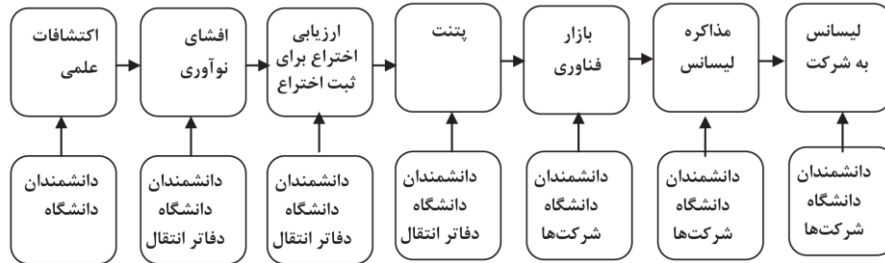 اکتشافات
علمی
افشای
نوآوری
ارزیابی
اختراع برای
ثبت اختراع
پتنت
بازار
فناوری
مذاکره
لیسانس
لیسانس
به شرکت
دانشمندان
دانشگاه
دانشمندان
دانشگاه
دفاتر انتقال
دانشمندان
دانشگاه
دفاتر انتقال
دانشمندان
دانشگاه
دفاتر انتقال
دانشمندان
دانشگاه
شرکت‌ها
دانشمندان
دانشگاه
شرکت‌ها
دانشمندان
دانشگاه
شرکت‌ها